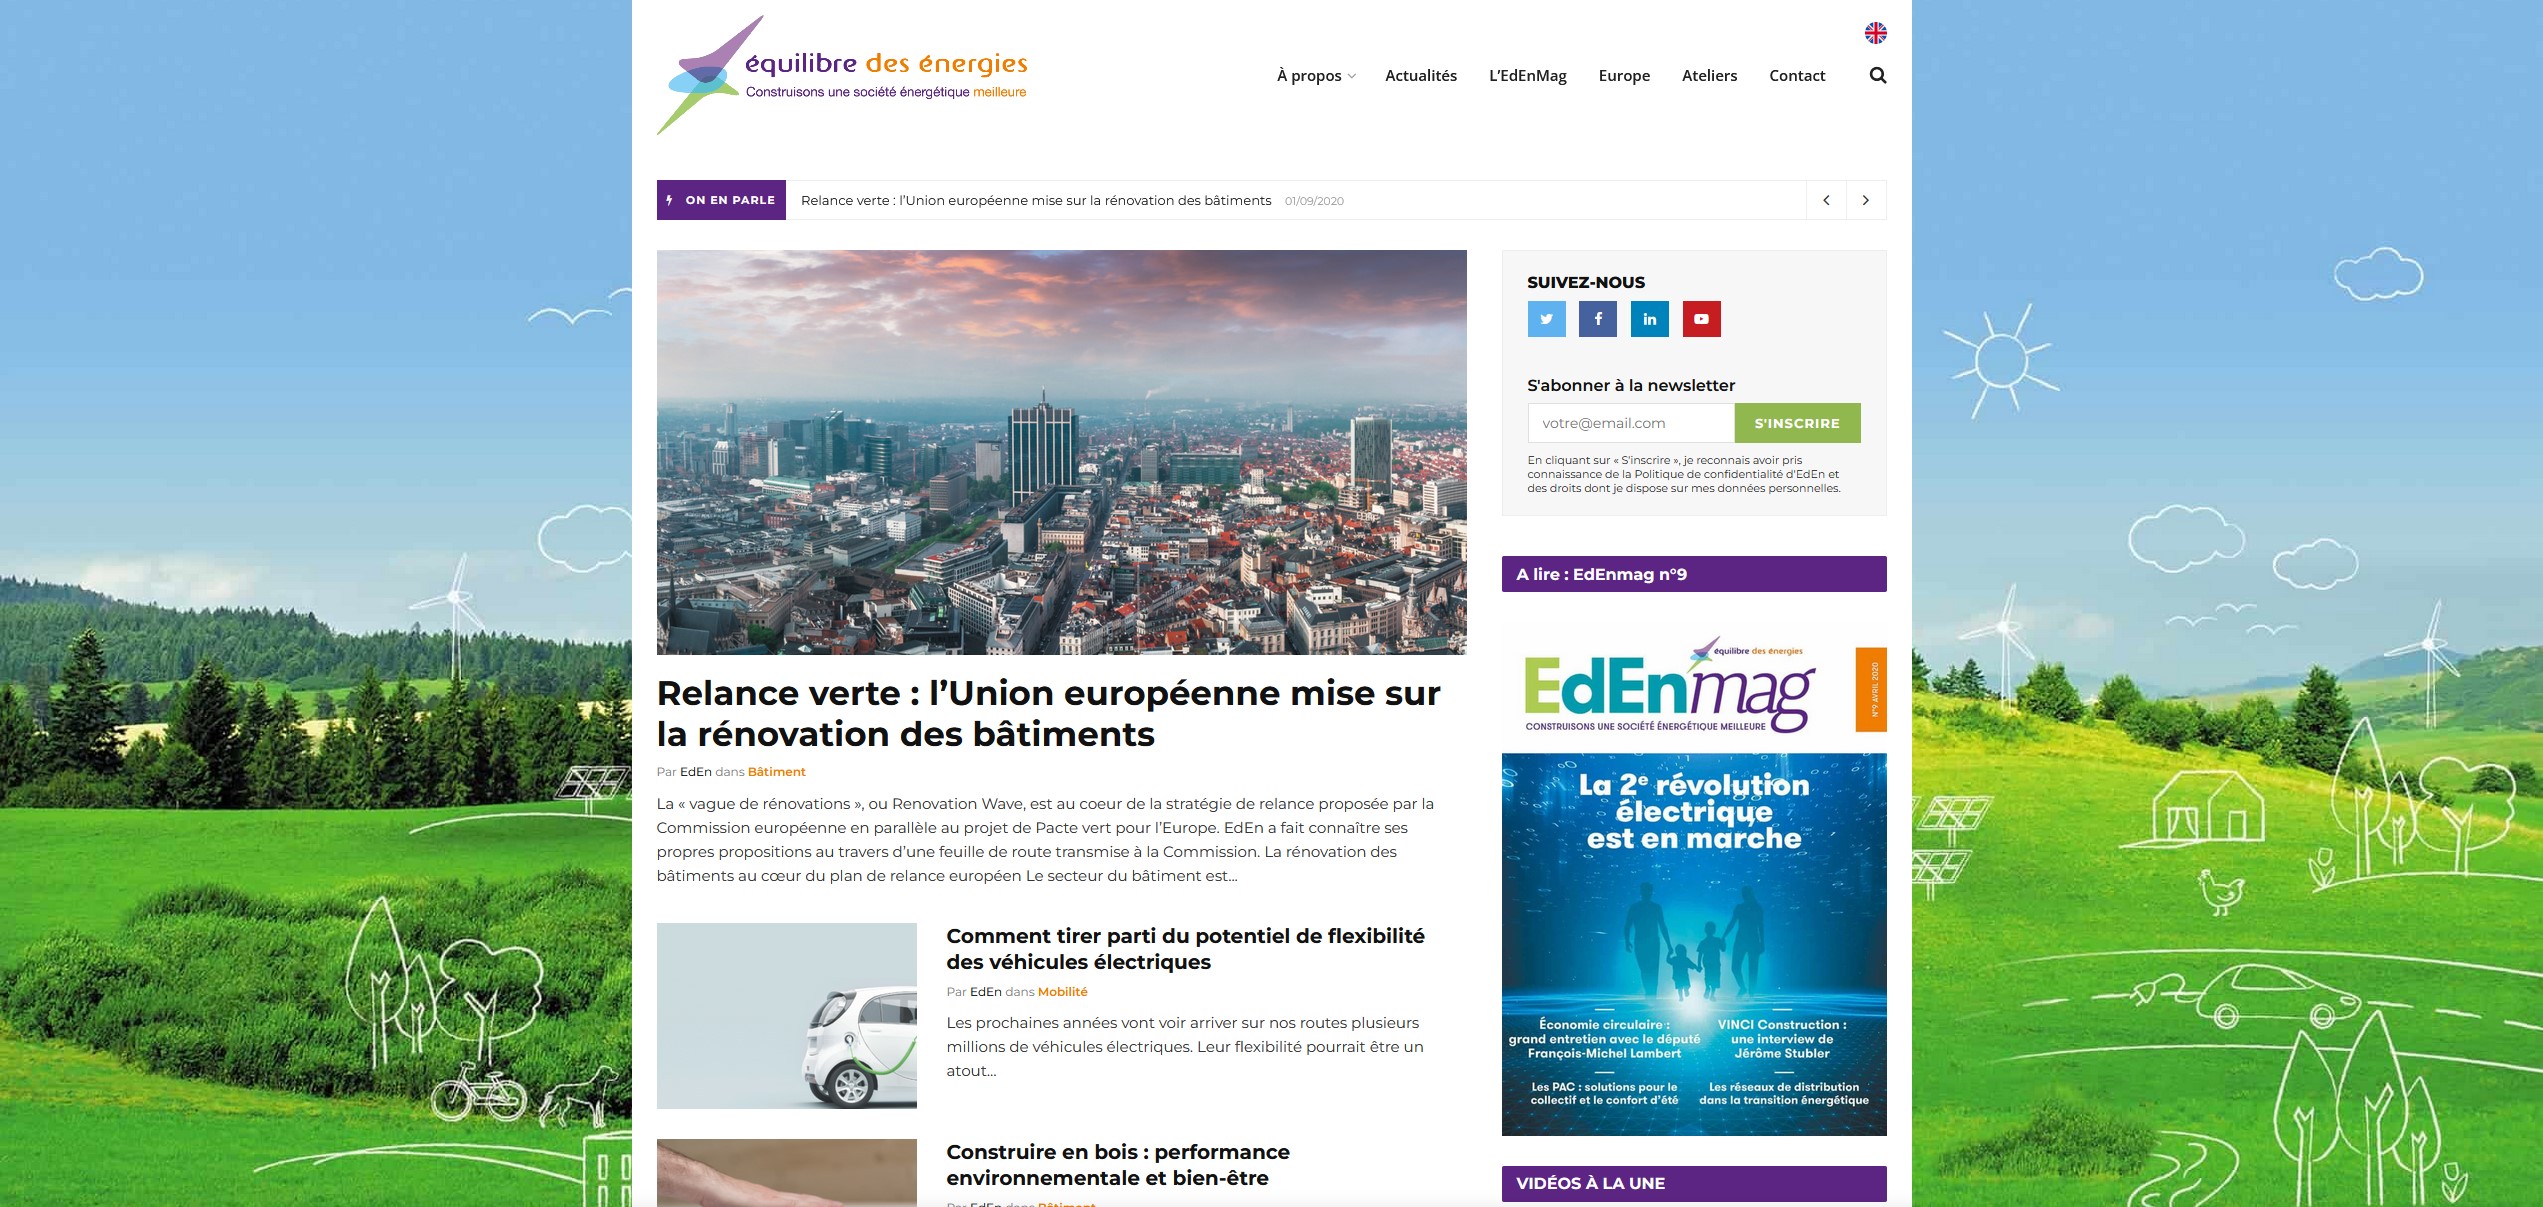 équilibre des énergies
Construisons une société énergétique meilleure
À propos
Actualités
L'EdEnMag
Europe
Ateliers
Contact
ON EN PARLE
Relance verte : l’Union européenne mise sur la rénovation des bâtiments 01/09/2020
Relance verte : l’Union européenne mise sur
la rénovation des bâtiments
Par EdEn dans Bâtiment
La « vague de rénovations », ou Renovation Wave, est au coeur de la stratégie de relance proposée par la
Commission européenne en parallèle au projet de Pacte vert pour l’Europe. EdEn a fait connaître ses
propres propositions au travers d’une feuille de route transmise à la Commission. La rénovation des
bâtiments au cœur du plan de relance européen Le secteur du bâtiment est...
Comment tirer parti du potentiel de flexibilité
des véhicules électriques
Par EdEn dans Mobilité
Les prochaines années vont voir arriver sur nos routes plusieurs
millions de véhicules électriques. Leur flexibilité pourrait être un
atout...
Construire en bois : performance
environnementale et bien-être
Par EdEn dans Bâtiment
SUIVEZ-NOUS
S'abonner à la newsletter
votre@email.com
S'INSCRIRE
En cliquant sur « S'inscrire », je reconnais avoir pris
connaissance de la Politique de confidentialité d'EdEn et
des droits dont je dispose sur mes données personnelles.
A lire : EdEnmag n°9
équilibre des énergies
EdEn'mag
CONSTRUISONS UNE SOCIÉTÉ ÉNERGÉTIQUE MEILLEURE
N°9 AVRIL 2020
La 2e révolution
électrique
est en marche
Économie circulaire :
grand entretien avec le député
François-Michel Lambert
VINCI Construction :
une interview de
Jérôme Stubler
Les PAC : solutions pour le
collectif et le confort d'été
Les réseaux de distribution
dans la transition énergétique
VIDÉOS À LA UNE